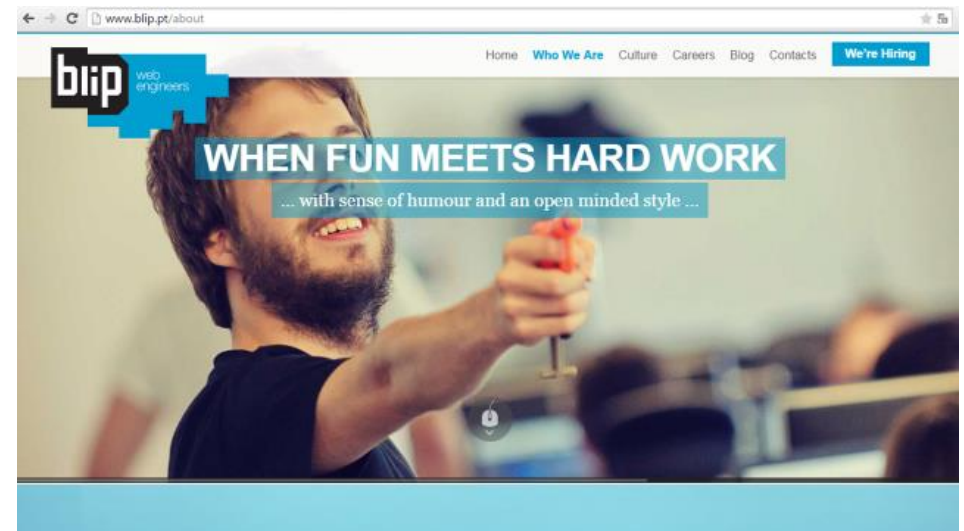 www.blip.pt/about
blip web engineers
Home Who We Are Culture Careers Blog Contacts We're Hiring
WHEN FUN MEETS HARD WORK
... with sense of humour and an open minded style ...